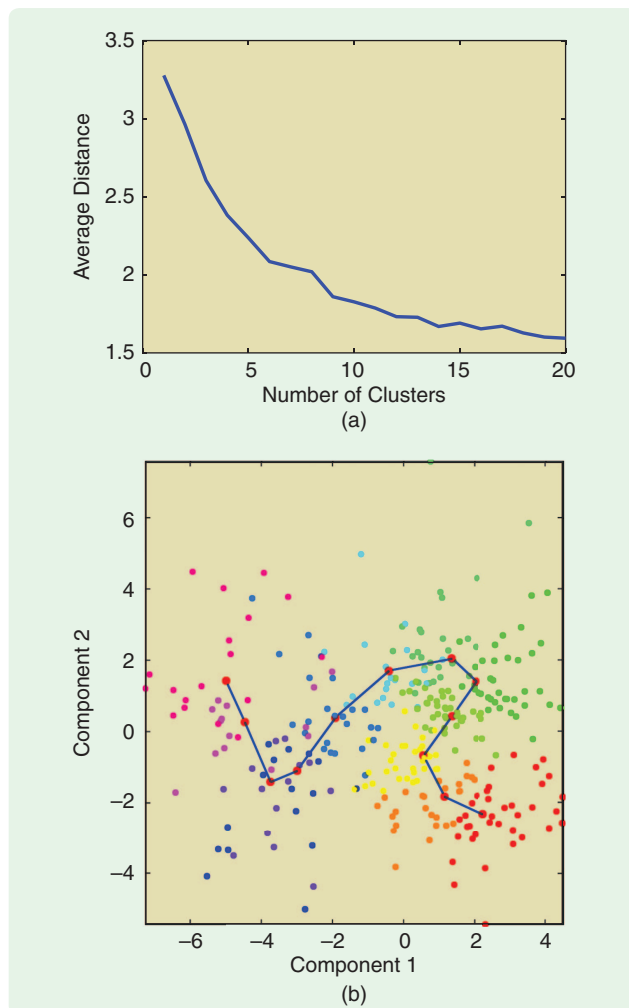 3.5
3
2.5
2
1.5
Average Distance
0 5 10 15 20
Number of Clusters
(a)
6
4
2
0
−2
−4
Component 2
−6 −4 −2 0 2 4
Component 1
(b)